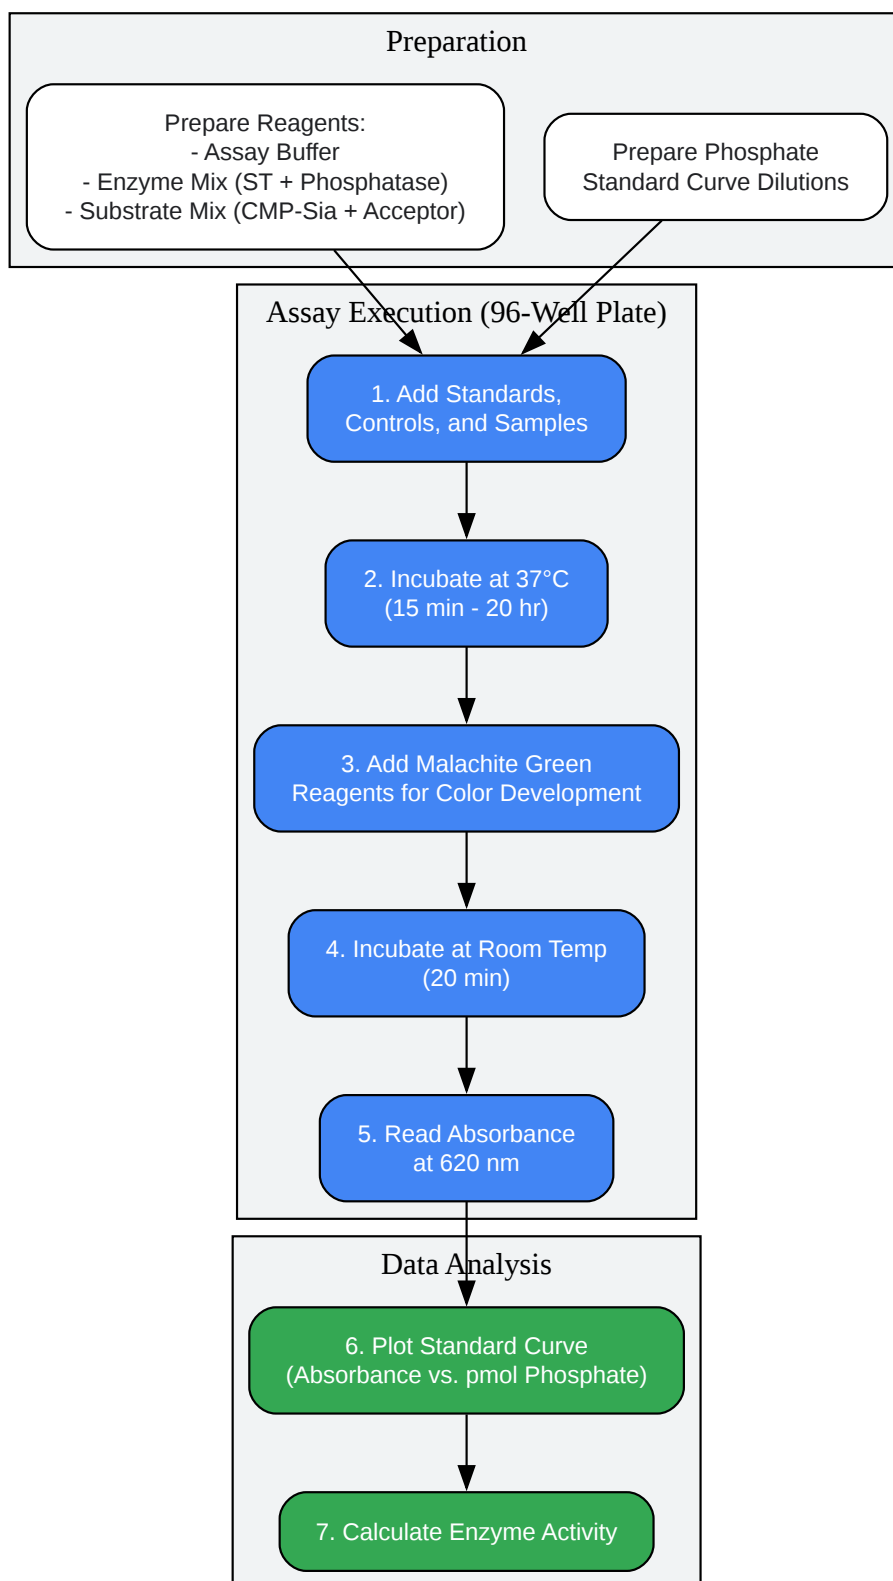 Preparation
Prepare Reagents:
- Assay Buffer
- Enzyme Mix (ST + Phosphatase)
- Substrate Mix (CMP-Sia + Acceptor)
Prepare Phosphate
Standard Curve Dilutions
Assay Execution (96-Well Plate)
1. Add Standards,
Controls, and Samples
2. Incubate at 37°C
(15 min - 20 hr)
3. Add Malachite Green
Reagents for Color Development
4. Incubate at Room Temp
(20 min)
5. Read Absorbance
at 620 nm
Data Analysis
6. Plot Standard Curve
(Absorbance vs. pmol Phosphate)
7. Calculate Enzyme Activity